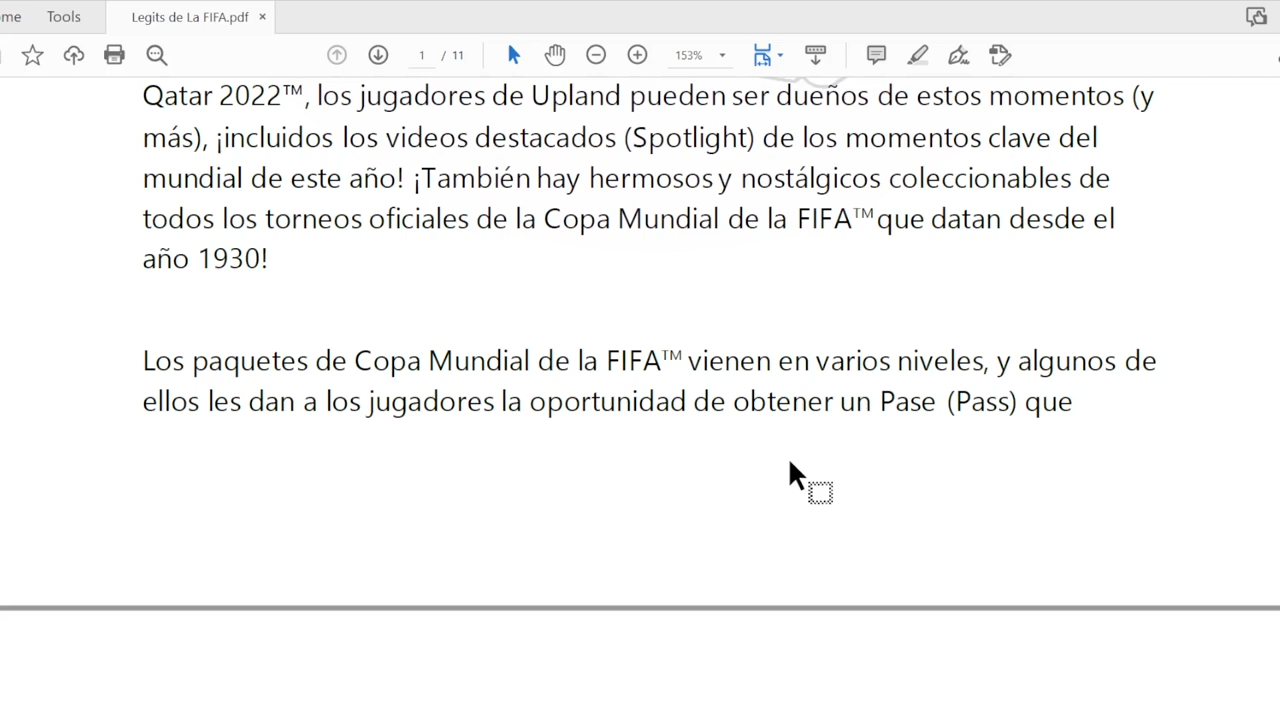 ome Tools Legits de La FIFA.pdf ×
1 / 11 153%
Qatar 2022™, los jugadores de Upland pueden ser dueños de estos momentos (y
más), ¡incluidos los videos destacados (Spotlight) de los momentos clave del
mundial de este año! ¡También hay hermosos y nostálgicos coleccionables de
todos los torneos oficiales de la Copa Mundial de la FIFA™ que datan desde el
año 1930!
Los paquetes de Copa Mundial de la FIFA™ vienen en varios niveles, y algunos de
ellos les dan a los jugadores la oportunidad de obtener un Pase (Pass) que